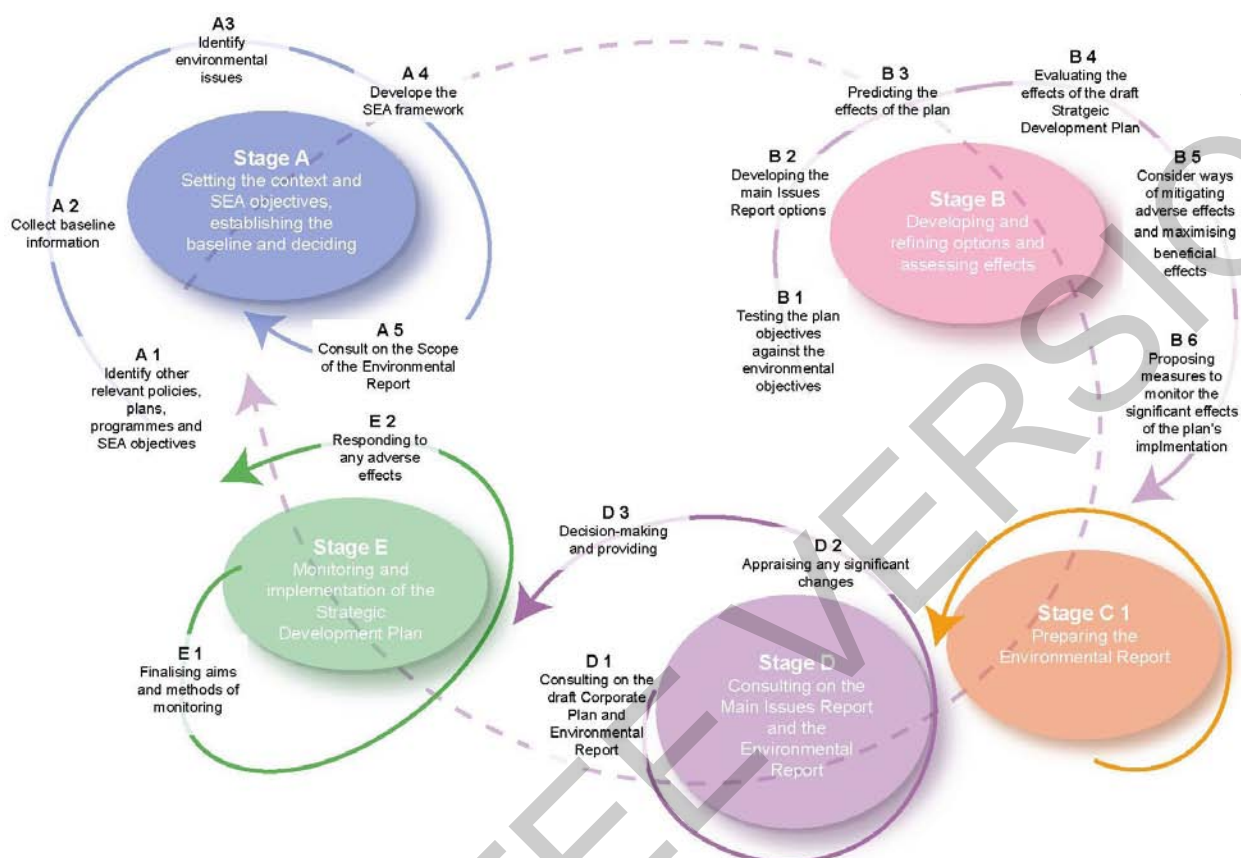 A3
Identify
environmental
issues
A 4
Develope the
SEA framework
Stage A
Setting the context and
SEA objectives,
establishing the
baseline and deciding
A 2
Collect baseline
information
A 1
Identify other
relevant policies,
plans,
programmes and
SEA objectives
A 5
Consult on the Scope
of the Environmental
Report
B 3
Predicting the
effects of the plan
B 4
Evaluating the
effects of the draft
Stratgeic
Development Plan
B 2
Developing the
main Issues
Report options
Stage B
Developing and
refining options and
assessing effects
B 5
Consider ways
of mitigating
adverse effects
and maximising
beneficial
effects
B 1
Testing the plan
objectives
against the
environmental
objectives
B 6
Proposing
measures to
monitor the
significant effects
of the plan's
implmentation
E 2
Responding to
any adverse
effects
Stage E
Monitoring and
implementation of the
Strategic
Development Plan
E 1
Finalising aims
and methods of
monitoring
D 3
Decision-making
and providing
D 2
Appraising any significant
changes
D 1
Consulting on the
draft Corporate
Plan and
Environmental
Report
Stage D
Consulting on the
Main Issues Report
and the
Environmental
Report
Stage C 1
Preparing the
Environmental Report